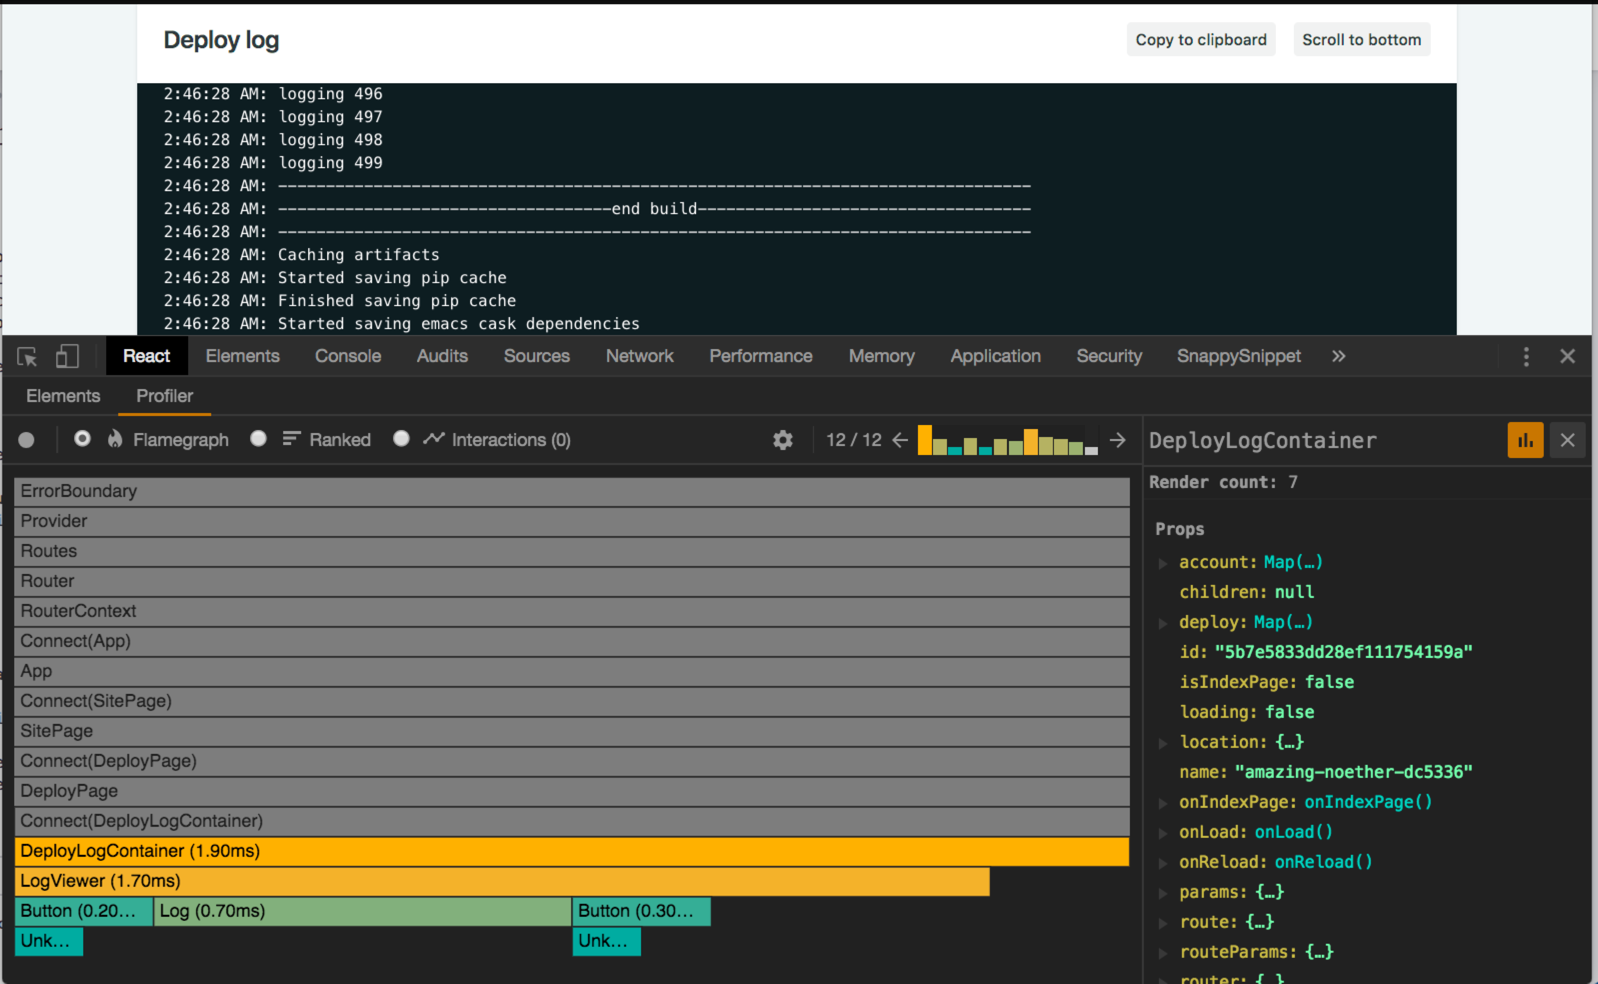 Deploy log
Copy to clipboard
Scroll to bottom
2:46:28 AM: logging 496
2:46:28 AM: logging 497
2:46:28 AM: logging 498
2:46:28 AM: logging 499
2:46:28 AM: -------------------------------------------------------------------------------
2:46:28 AM: -----------------------------------end build-----------------------------------
2:46:28 AM: -------------------------------------------------------------------------------
2:46:28 AM: Caching artifacts
2:46:28 AM: Started saving pip cache
2:46:28 AM: Finished saving pip cache
2:46:28 AM: Started saving emacs cask dependencies
React Elements Console Audits Sources Network Performance Memory Application Security SnappySnippet »
Elements Profiler
Flamegraph Ranked Interactions (0) 12 / 12
ErrorBoundary
Provider
Routes
Router
RouterContext
Connect(App)
App
Connect(SitePage)
SitePage
Connect(DeployPage)
DeployPage
Connect(DeployLogContainer)
DeployLogContainer (1.90ms)
LogViewer (1.70ms)
Button (0.20... Log (0.70ms) Button (0.30...
Unk... Unk...
DeployLogContainer
Render count: 7
Props
account: Map(…)
children: null
deploy: Map(…)
id: "5b7e5833dd28ef111754159a"
isIndexPage: false
loading: false
location: {…}
name: "amazing-noether-dc5336"
onIndexPage: onIndexPage()
onLoad: onLoad()
onReload: onReload()
params: {…}
route: {…}
routeParams: {…}
router: {…}